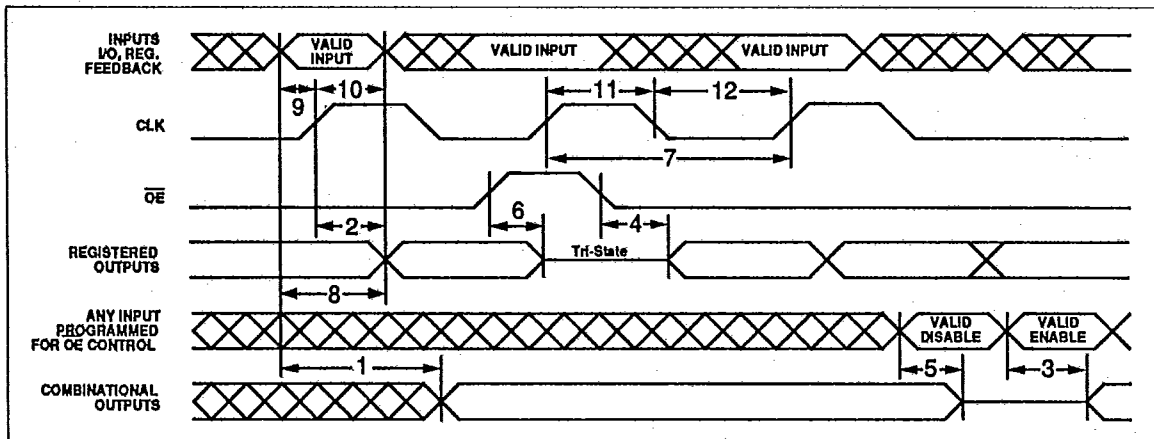 INPUTS
I/O, REG.
FEEDBACK
VALID
INPUT
VALID INPUT
VALID INPUT
9
10
11
12
CLK
7
OE
6
4
2
REGISTERED
OUTPUTS
Tri-State
8
ANY INPUT
PROGRAMMED
FOR OE CONTROL
VALID
DISABLE
VALID
ENABLE
1
5
3
COMBINATIONAL
OUTPUTS